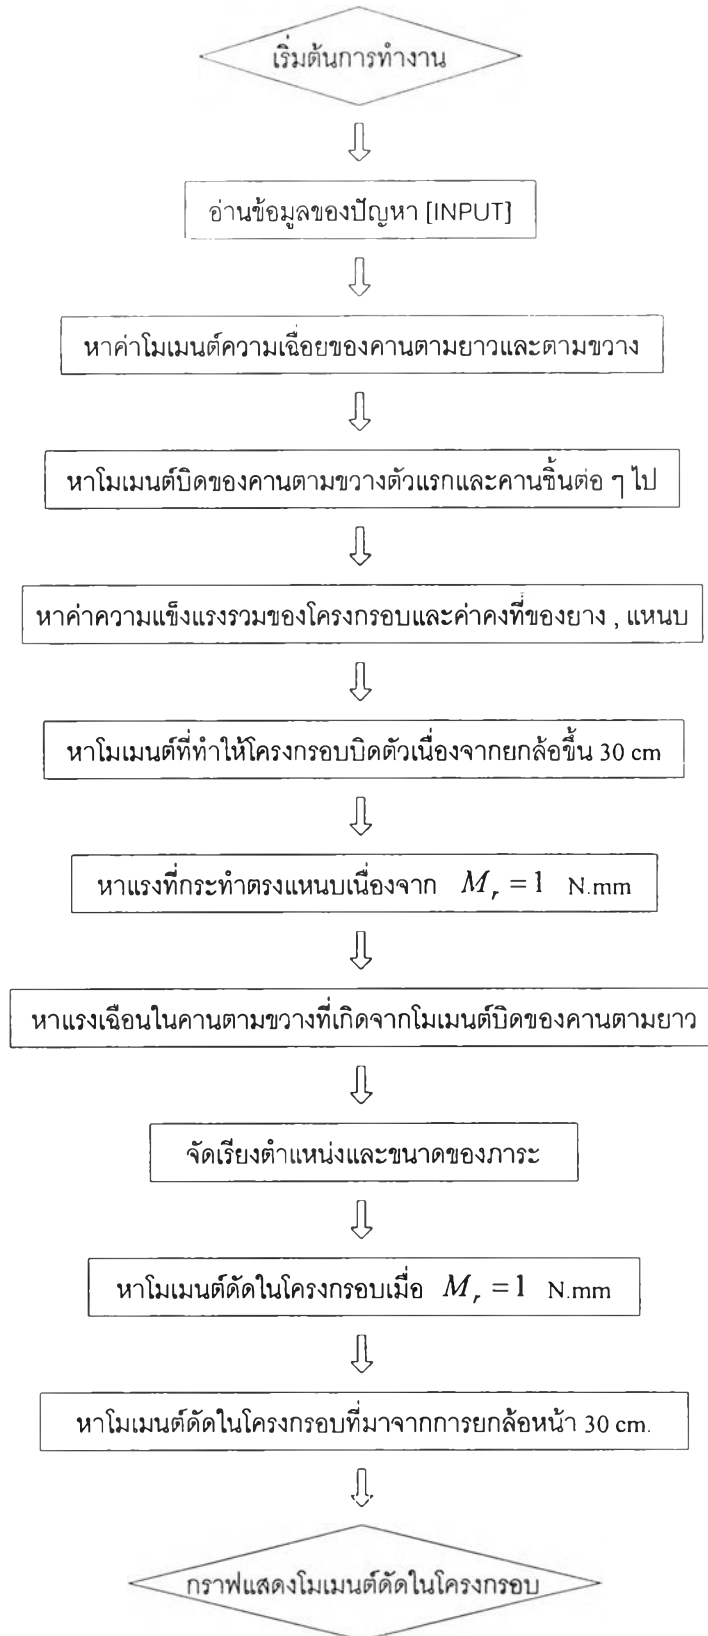 เริ่มต้นการทำงาน
อ่านข้อมูลของปัญหา [INPUT]
หาค่าโมเมนต์ความเฉื่อยของคานตามยาวและตามขวาง
หาโมเมนต์บิดของคานตามขวางตัวแรกและคานชิ้นต่อ ๆ ไป
หาค่าความแข็งแรงรวมของโครงกรอบและค่าคงที่ของยาง , แหนบ
หาโมเมนต์ที่ทำให้โครงกรอบบิดตัวเนื่องจากยกล้อขึ้น 30 cm
หาแรงที่กระทำตรงแหนบเนื่องจาก M_r = 1 N.mm
หาแรงเฉือนในคานตามขวางที่เกิดจากโมเมนต์บิดของคานตามยาว
จัดเรียงตำแหน่งและขนาดของภาระ
หาโมเมนต์ดัดในโครงกรอบเมื่อ M_r = 1 N.mm
หาโมเมนต์ดัดในโครงกรอบที่มาจากการยกล้อหน้า 30 cm.
กราฟแสดงโมเมนต์ดัดในโครงกรอบ